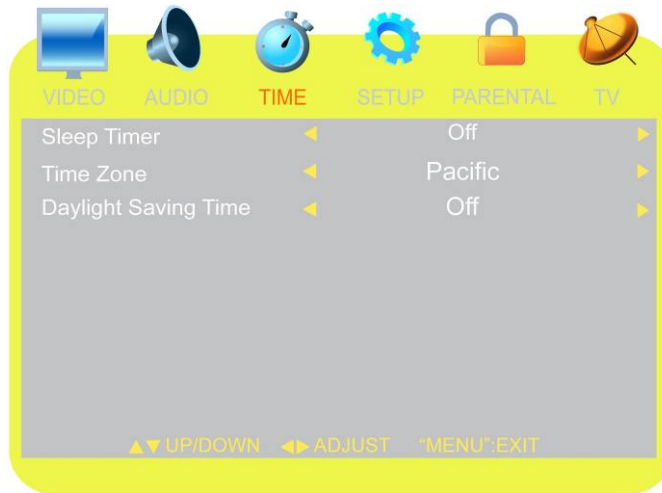 VIDEO AUDIO TIME SETUP PARENTAL TV
Sleep Timer Off
Time Zone Pacific
Daylight Saving Time Off
▲▼ UP/DOWN ◀▶ ADJUST “MENU”:EXIT